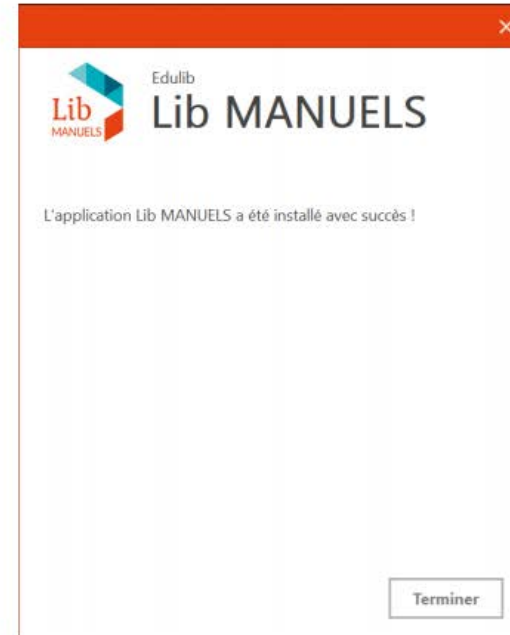 Edulib
Lib MANUELS
Lib
MANUELS
L'application Lib MANUELS a été installé avec succès !
Terminer